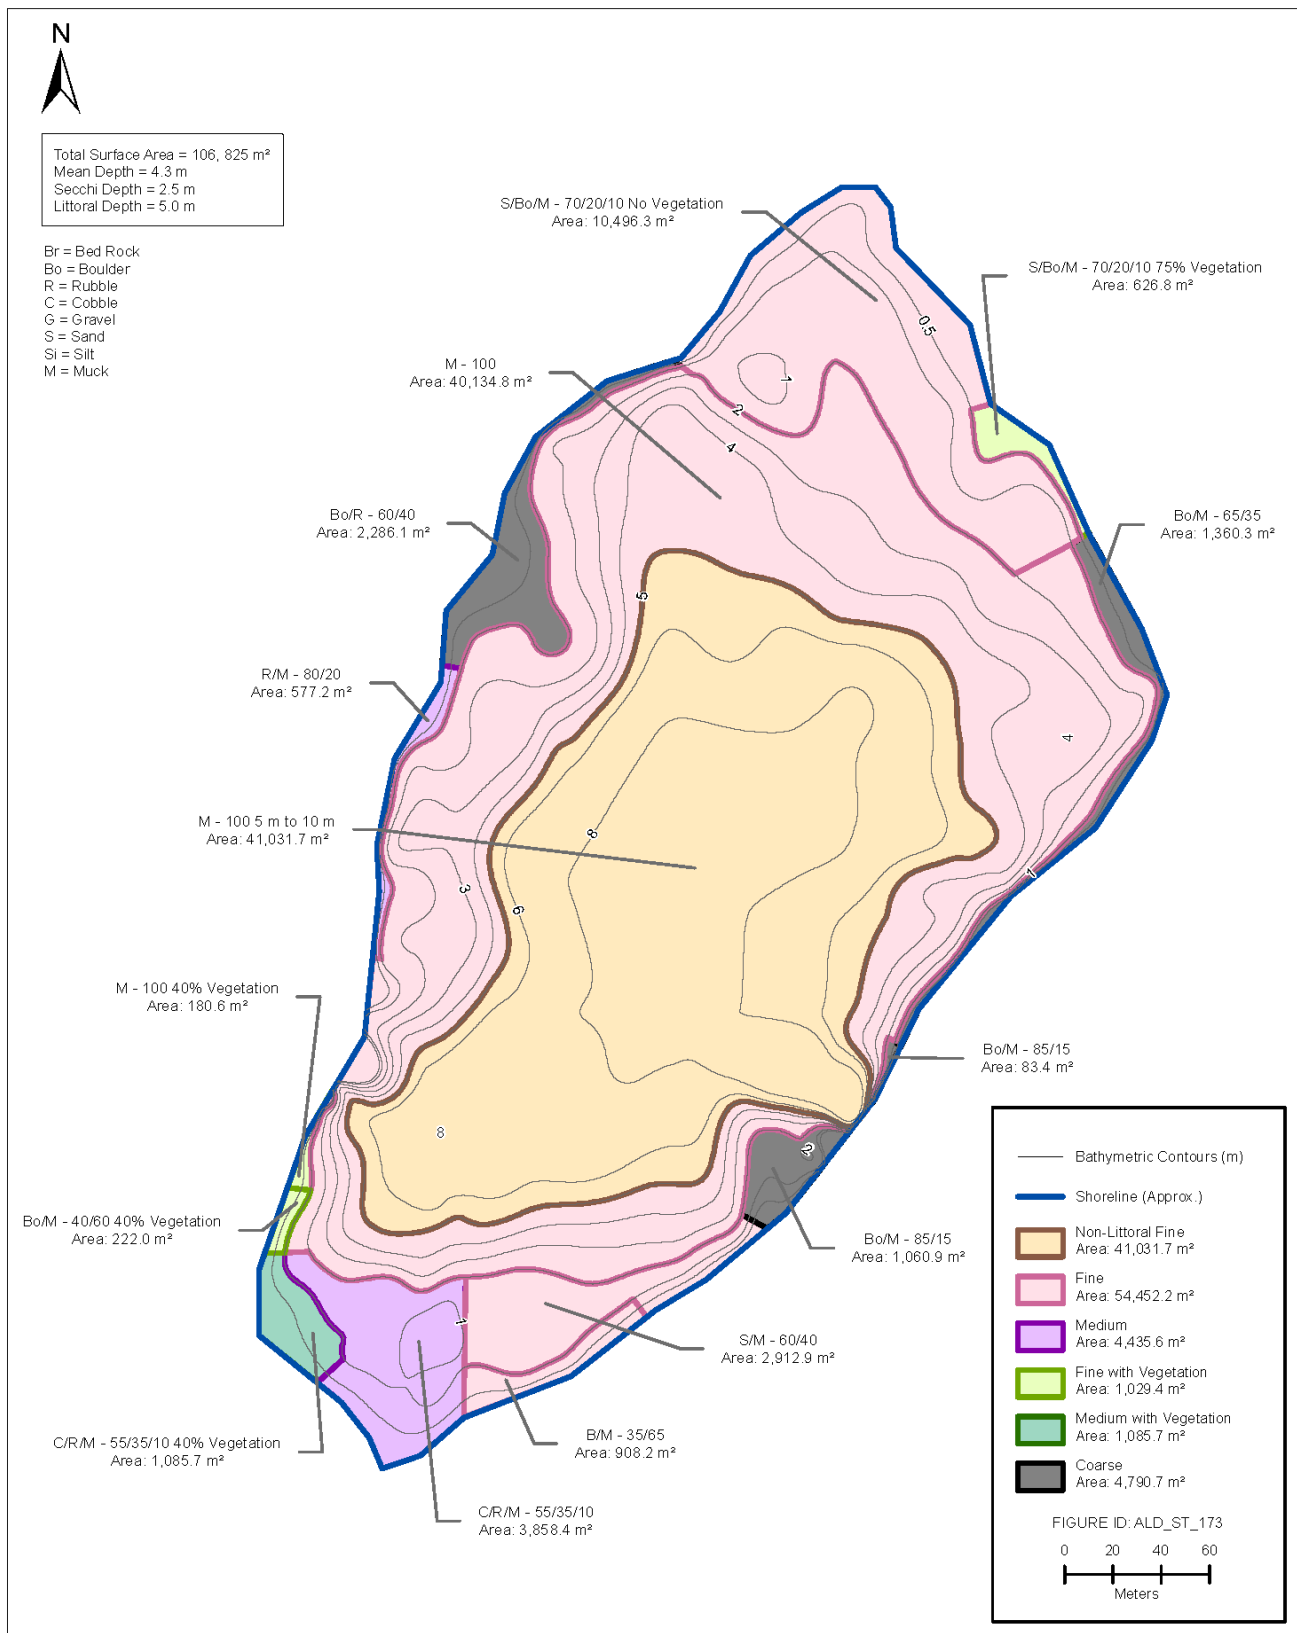 N
Total Surface Area = 106, 825 m²
Mean Depth = 4.3 m
Secchi Depth = 2.5 m
Littoral Depth = 5.0 m
Br = Bed Rock
Bo = Boulder
R = Rubble
C = Cobble
G = Gravel
S = Sand
Si = Silt
M = Muck
S/Bo/M - 70/20/10 No Vegetation
Area: 10,496.3 m²
S/Bo/M - 70/20/10 75% Vegetation
Area: 626.8 m²
0.5
M - 100
Area: 40,134.8 m²
1
2
4
Bo/R - 60/40
Area: 2,286.1 m²
Bo/M - 65/35
Area: 1,360.3 m²
5
R/M - 80/20
Area: 577.2 m²
4
M - 100 5 m to 10 m
Area: 41,031.7 m²
8
3
6
1
M - 100 40% Vegetation
Area: 180.6 m²
Bo/M - 85/15
Area: 83.4 m²
8
2
Bo/M - 40/60 40% Vegetation
Area: 222.0 m²
Bo/M - 85/15
Area: 1,060.9 m²
1
S/M - 60/40
Area: 2,912.9 m²
C/R/M - 55/35/10 40% Vegetation
Area: 1,085.7 m²
B/M - 35/65
Area: 908.2 m²
C/R/M - 55/35/10
Area: 3,858.4 m²
Bathymetric Contours (m)
Shoreline (Approx.)
Non-Littoral Fine
Area: 41,031.7 m²
Fine
Area: 54,452.2 m²
Medium
Area: 4,435.6 m²
Fine with Vegetation
Area: 1,029.4 m²
Medium with Vegetation
Area: 1,085.7 m²
Coarse
Area: 4,790.7 m²
FIGURE ID: ALD_ST_173
0 20 40 60
Meters